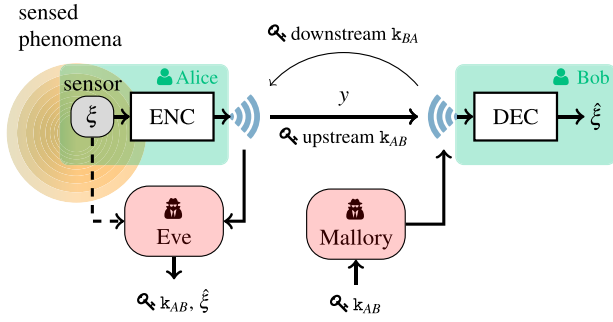 sensed
phenomena
downstream k_BA
Alice
Bob
sensor
ξ
ENC
y
DEC
ξ̂
upstream k_AB
Eve
Mallory
k_AB, ξ̂
k_AB